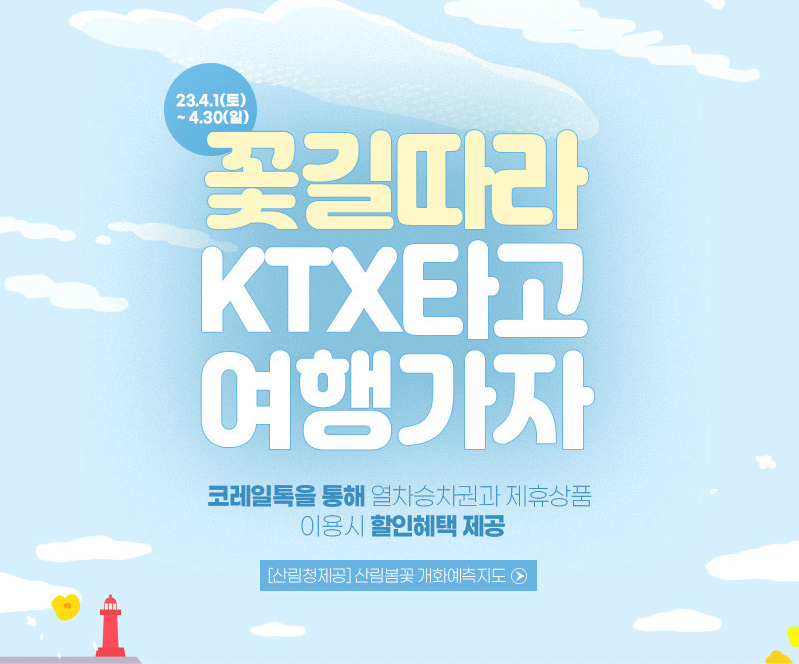 23.4.1(토)
~ 4.30(일)
꽃길따라
KTX타고
여행가자
코레일톡을 통해 열차승차권과 제휴상품
이용시 할인혜택 제공
[산림청제공] 산림봄꽃 개화예측지도